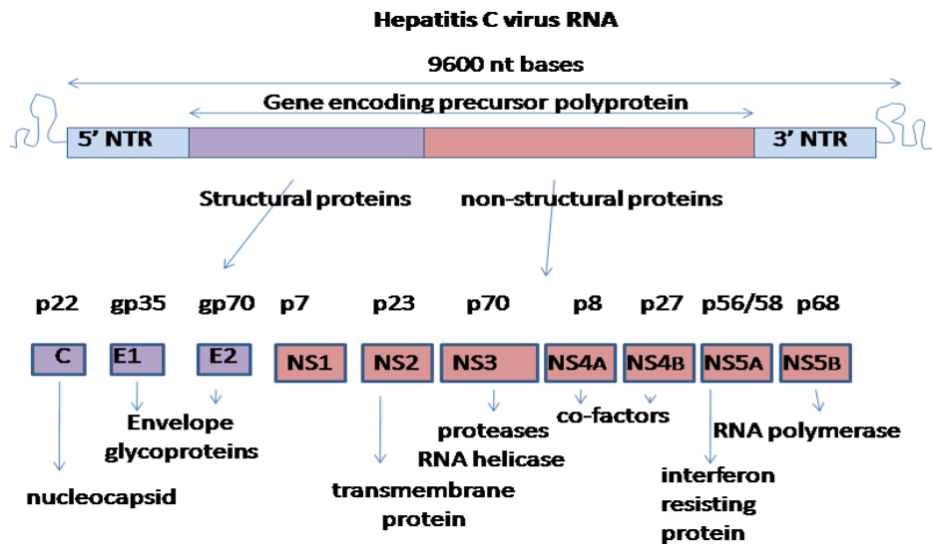 Hepatitis C virus RNA
9600 nt bases
Gene encoding precursor polyprotein
5' NTR
3' NTR
Structural proteins
non-structural proteins
p22 gp35 gp70 p7 p23 p70 p8 p27 p56/58 p68
C E1 E2 NS1 NS2 NS3 NS4A NS4B NS5A NS5B
Envelope
glycoproteins
nucleocapsid
transmembrane
protein
proteases
RNA helicase
co-factors
interferon
resisting
protein
RNA polymerase